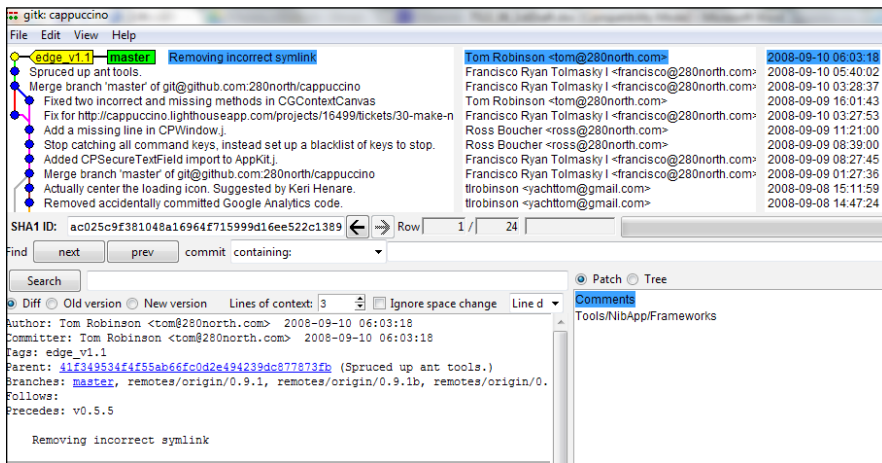 gitk: cappuccino
File Edit View Help
edge_v1.1 master Removing incorrect symlink Tom Robinson <tom@280north.com> 2008-09-10 06:03:18
Spruced up ant tools. Francisco Ryan Tolmasky I <francisco@280north.com> 2008-09-10 05:40:02
Merge branch 'master' of git@github.com:280north/cappuccino Francisco Ryan Tolmasky I <francisco@280north.com> 2008-09-10 03:28:37
Fixed two incorrect and missing methods in CGContextCanvas Tom Robinson <tom@280north.com> 2008-09-09 16:01:43
Fix for http://cappuccino.lighthouseapp.com/projects/16499/tickets/30-make-n Francisco Ryan Tolmasky I <francisco@280north.com> 2008-09-10 03:27:53
Add a missing line in CPWindow.j. Ross Boucher <ross@280north.com> 2008-09-09 11:21:00
Stop catching all command keys, instead set up a blacklist of keys to stop. Ross Boucher <ross@280north.com> 2008-09-09 08:39:00
Added CPSecureTextField import to AppKit.j. Francisco Ryan Tolmasky I <francisco@280north.com> 2008-09-09 08:27:45
Merge branch 'master' of git@github.com:280north/cappuccino Francisco Ryan Tolmasky I <francisco@280north.com> 2008-09-09 01:27:36
Actually center the loading icon. Suggested by Keri Henare. tlrobinson <yachttom@gmail.com> 2008-09-08 15:11:59
Removed accidentally committed Google Analytics code. tlrobinson <yachttom@gmail.com> 2008-09-08 14:47:24
SHA1 ID: ac025c9f381048a16964f715999d16ee522c1389 Row 1 / 24
Find next prev commit containing:
Search
Patch Tree
Diff Old version New version Lines of context: 3 Ignore space change Line d
Comments
Tools/NibApp/Frameworks
Author: Tom Robinson <tom@280north.com> 2008-09-10 06:03:18
Committer: Tom Robinson <tom@280north.com> 2008-09-10 06:03:18
Tags: edge_v1.1
Parent: 41f349534f4f55ab66fc0d2e494239dc877873fb (Spruced up ant tools.)
Branches: master, remotes/origin/0.9.1, remotes/origin/0.9.1b, remotes/origin/0.
Follows:
Precedes: v0.5.5
Removing incorrect symlink